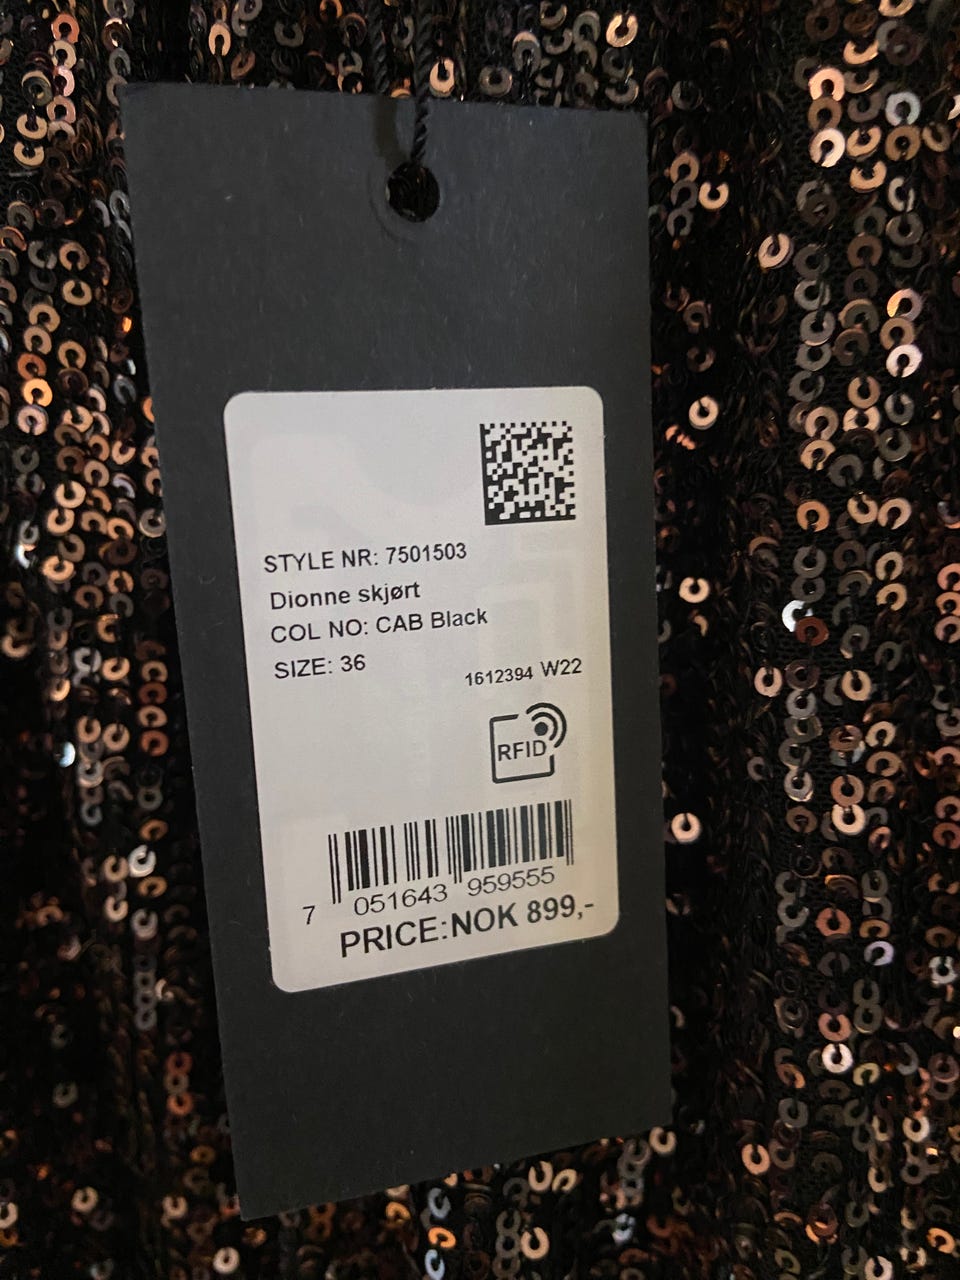 STYLE NR: 7501503
Dionne skjørt
COL NO: CAB Black
SIZE: 36
1612394 W22
RFID
7 051643 959555
PRICE:NOK 899,-